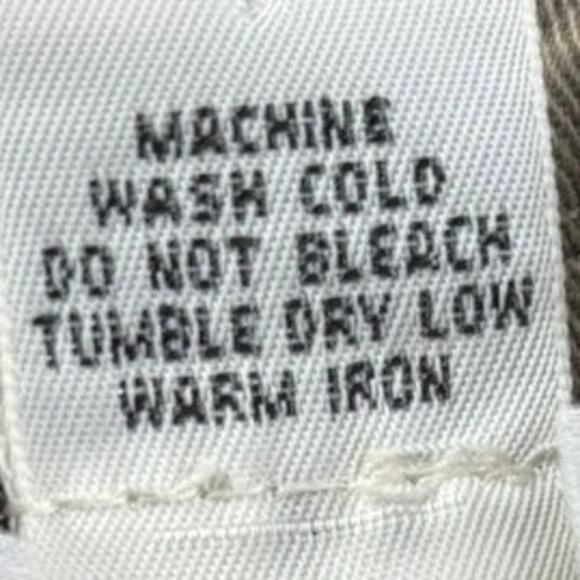 MACHINE
WASH COLD
DO NOT BLEACH
TUMBLE DRY LOW
WARM IRON